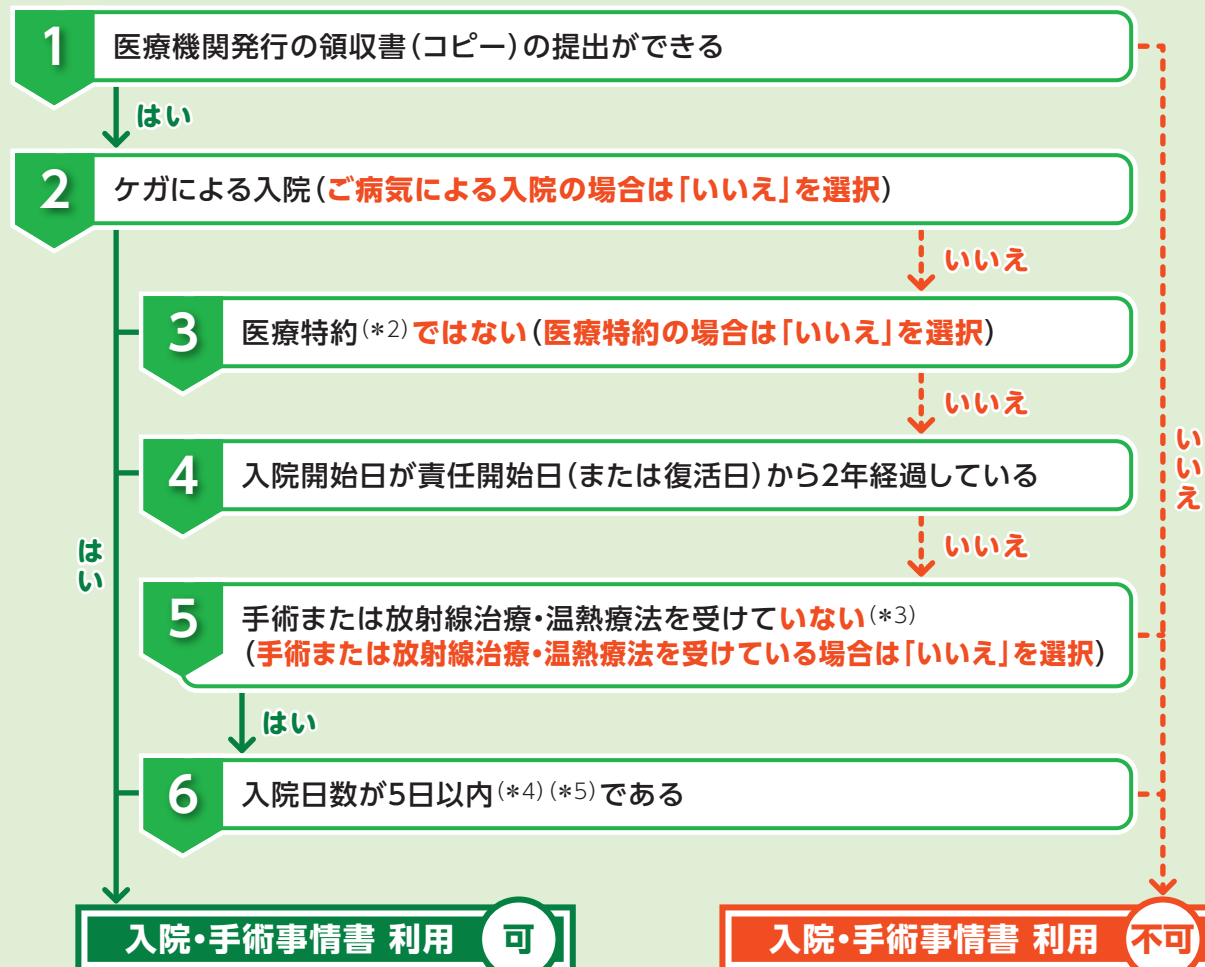 1 医療機関発行の領収書(コピー)の提出ができる
はい
2 ケガによる入院(ご病気による入院の場合は「いいえ」を選択)
いいえ
3 医療特約(*2)ではない(医療特約の場合は「いいえ」を選択)
いいえ
4 入院開始日が責任開始日(または復活日)から2年経過している
いいえ
いいえ
はい
5 手術または放射線治療・温熱療法を受けていない(*3)
(手術または放射線治療・温熱療法を受けている場合は「いいえ」を選択)
はい
6 入院日数が5日以内(*4)(*5)である
入院・手術事情書 利用 可
入院・手術事情書 利用 不可